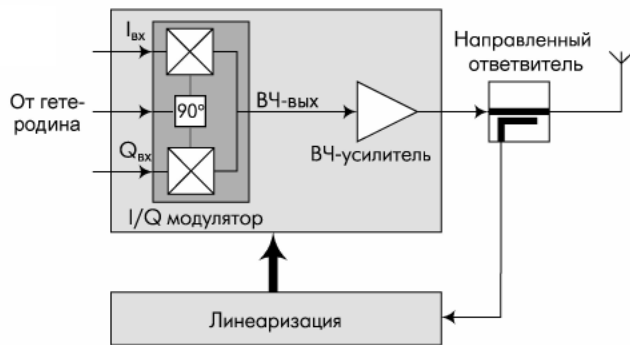 Iвх
От гете-
родина
90°
Qвх
ВЧ-вых
I/Q модулятор
ВЧ-усилитель
Направленный
ответвитель
Линеаризация